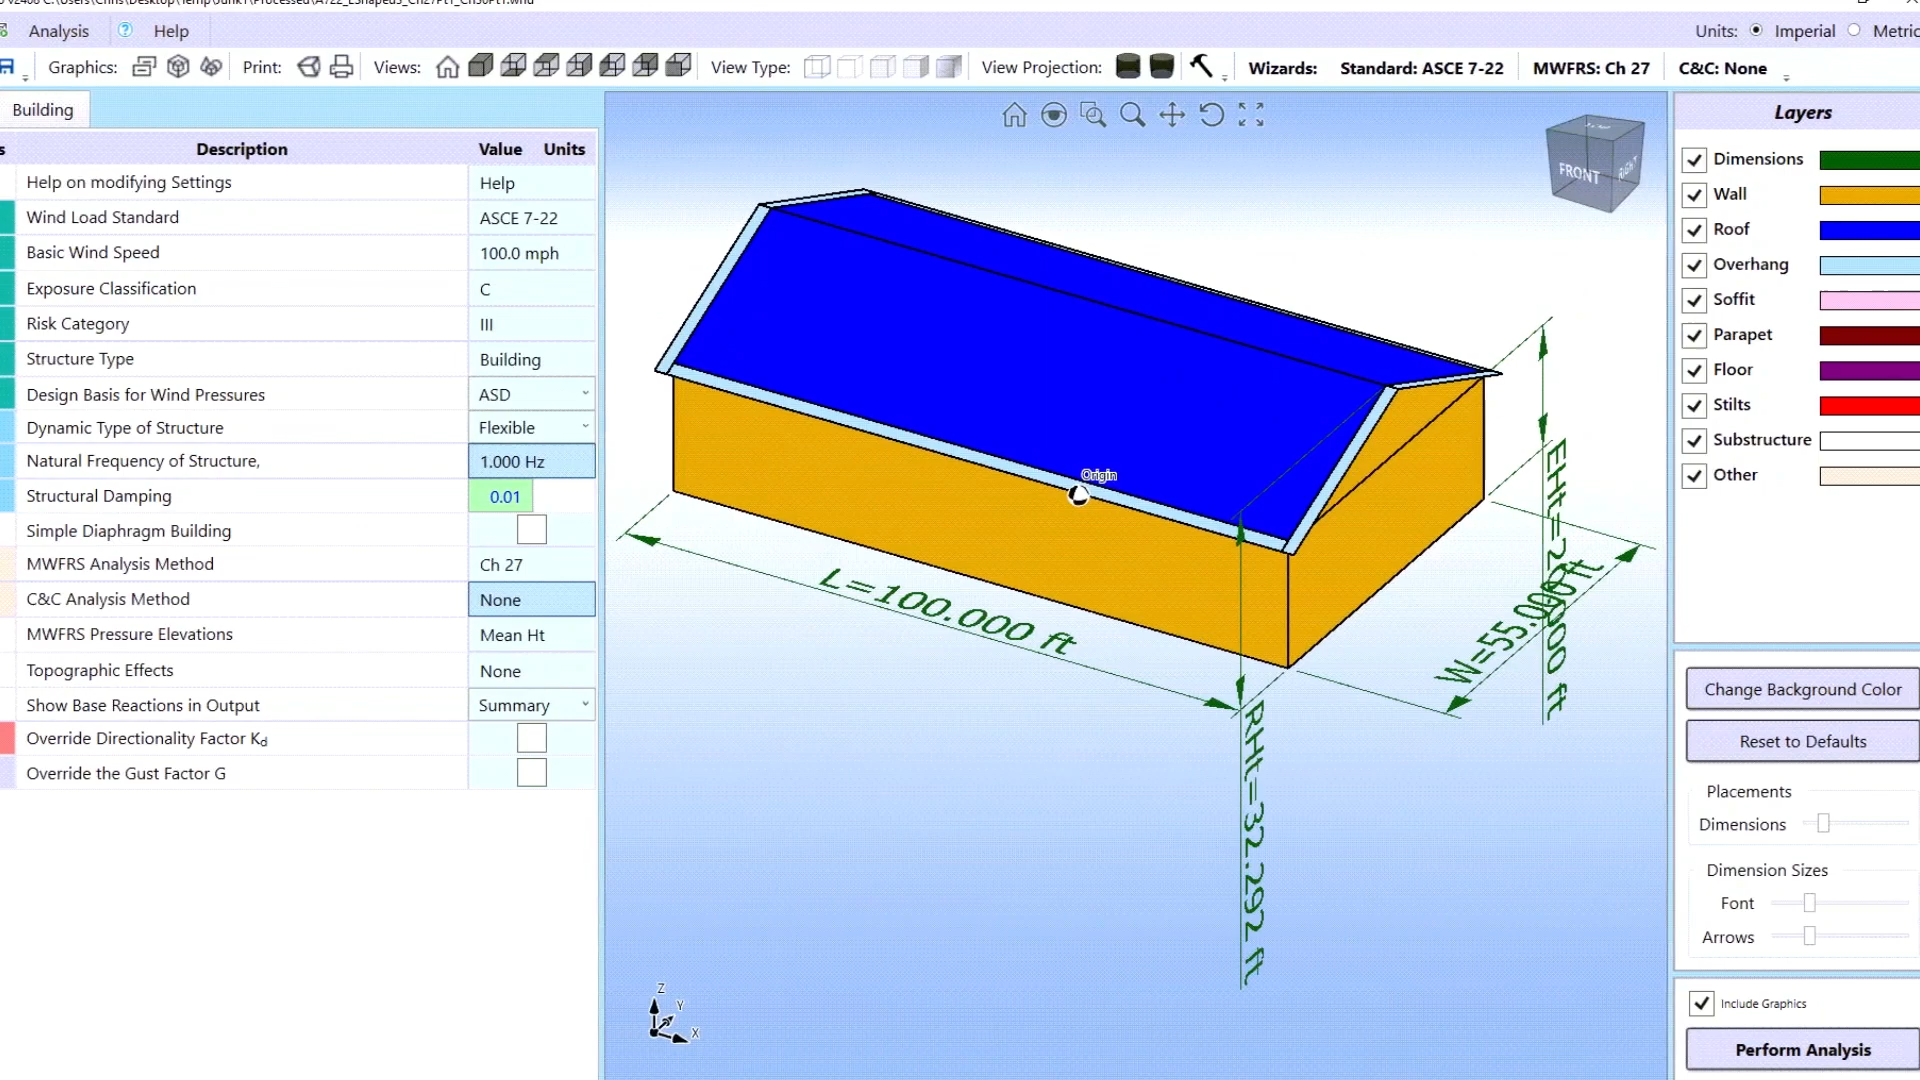 Analysis Help Units: Imperial Metric
Graphics: Print: Views: View Type: View Projection: Wizards: Standard: ASCE 7-22 MWFRS: Ch 27 C&C: None
Building
Description Value Units
Help on modifying Settings Help
Wind Load Standard ASCE 7-22
Basic Wind Speed 100.0 mph
Exposure Classification C
Risk Category III
Structure Type Building
Design Basis for Wind Pressures ASD
Dynamic Type of Structure Flexible
Natural Frequency of Structure, 1.000 Hz
Structural Damping 0.01
Simple Diaphragm Building
MWFRS Analysis Method Ch 27
C&C Analysis Method None
MWFRS Pressure Elevations Mean Ht
Topographic Effects None
Show Base Reactions in Output Summary
Override Directionality Factor Kd
Override the Gust Factor G
TOP
FRONT
RIGHT
Origin
L=100.000 ft
W=55.000 ft
RHt=32.292 ft
Z
Y
X
Layers
Dimensions
Wall
Roof
Overhang
Soffit
Parapet
Floor
Stilts
Substructure
Other
Change Background Color
Reset to Defaults
Placements
Dimensions
Dimension Sizes
Font
Arrows
Include Graphics
Perform Analysis